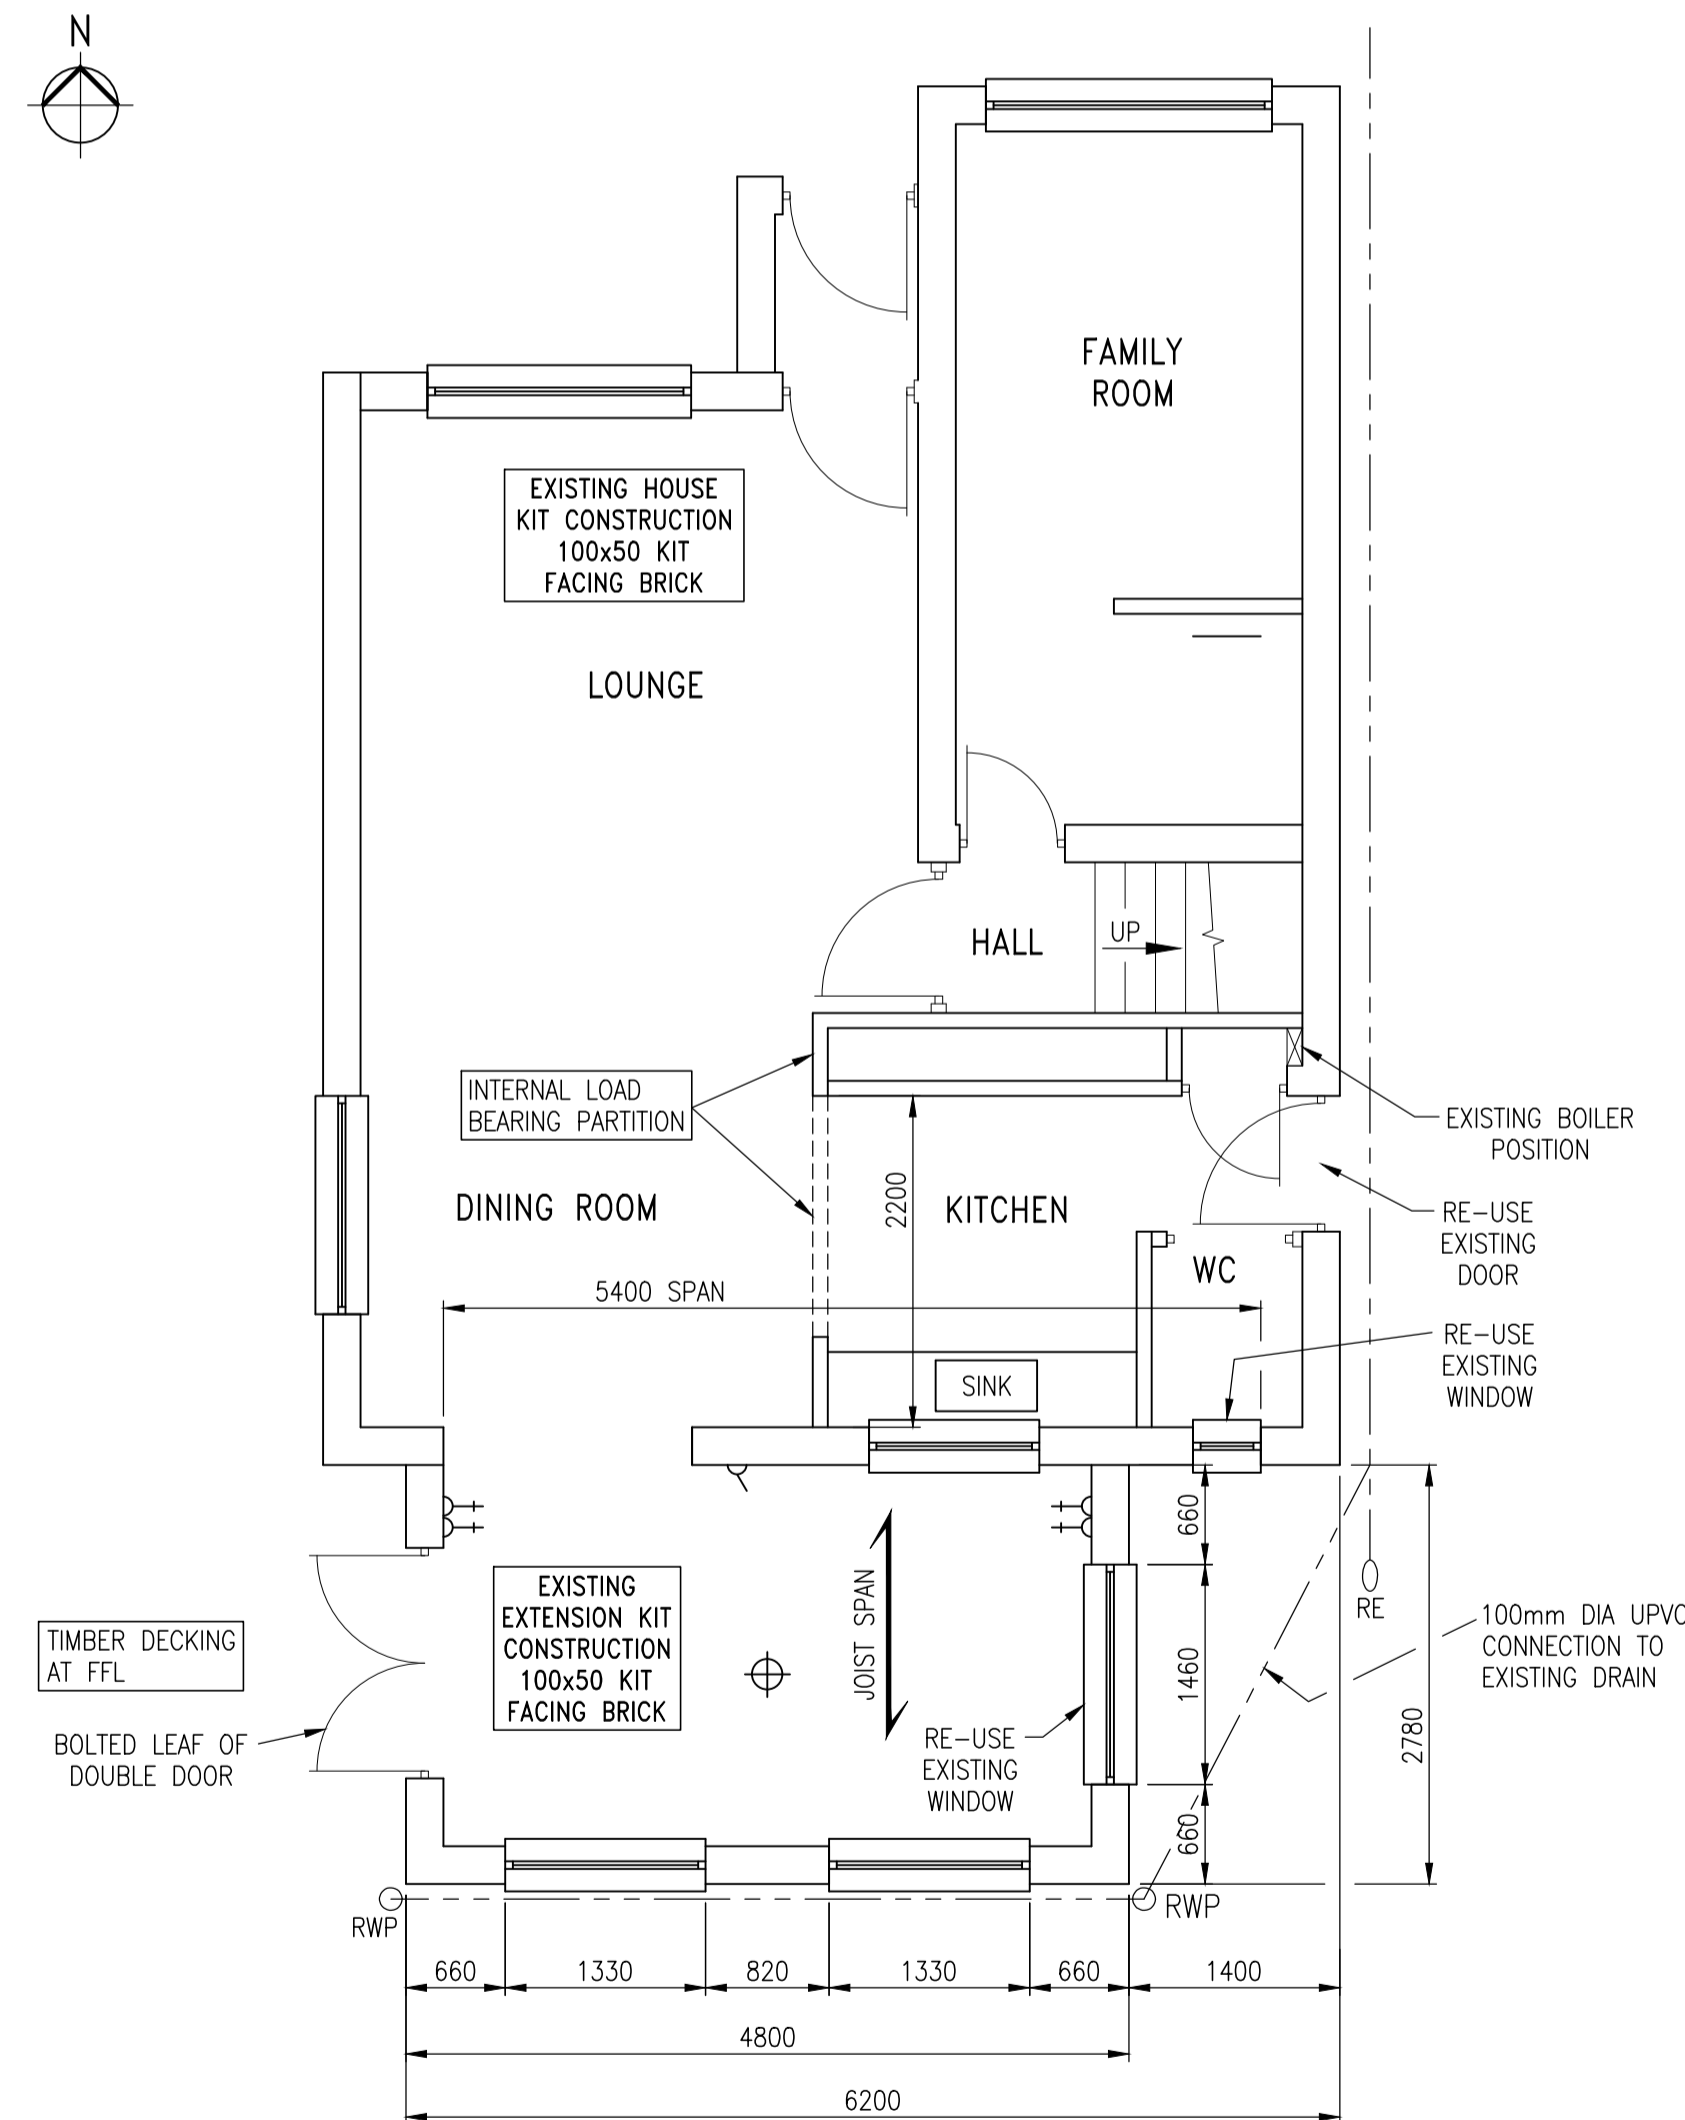 N
FAMILY
ROOM
EXISTING HOUSE
KIT CONSTRUCTION
100x50 KIT
FACING BRICK
LOUNGE
HALL
UP
INTERNAL LOAD
BEARING PARTITION
EXISTING BOILER
POSITION
DINING ROOM
2200
KITCHEN
RE-USE
EXISTING
DOOR
WC
5400 SPAN
RE-USE
EXISTING
WINDOW
SINK
660
EXISTING
EXTENSION KIT
CONSTRUCTION
100x50 KIT
FACING BRICK
JOIST SPAN
RE
100mm DIA UPVC
CONNECTION TO
EXISTING DRAIN
TIMBER DECKING
AT FFL
1460
2780
BOLTED LEAF OF
DOUBLE DOOR
RE-USE
EXISTING
WINDOW
660
RWP
RWP
660
1330
820
1330
660
1400
4800
6200